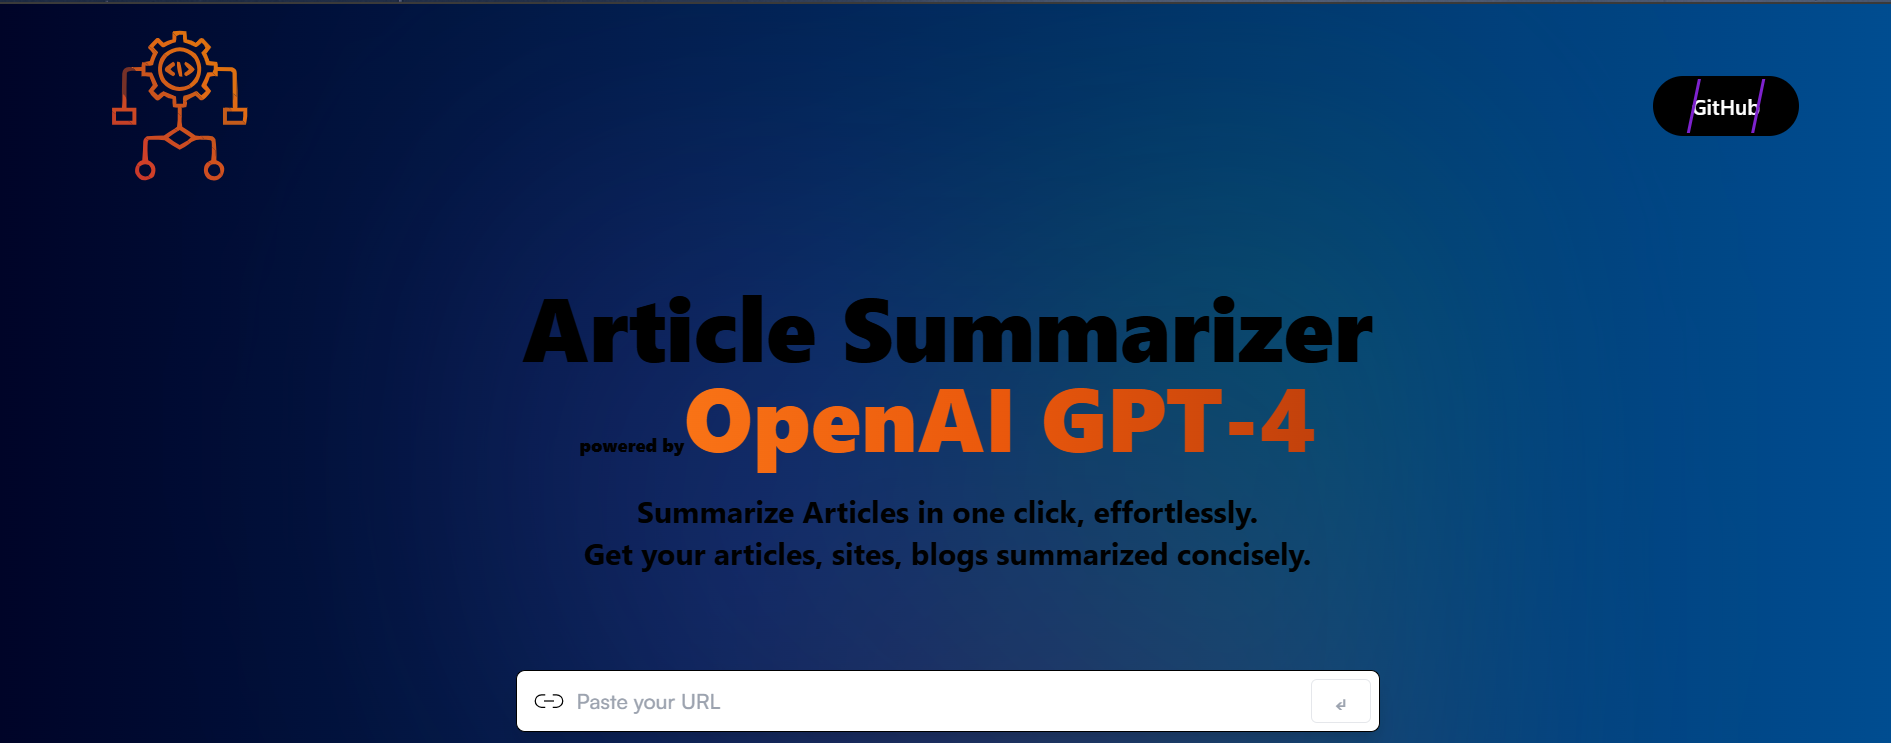 </>
GitHub
Article Summarizer
powered by OpenAI GPT-4
Summarize Articles in one click, effortlessly.
Get your articles, sites, blogs summarized concisely.
Paste your URL
↵